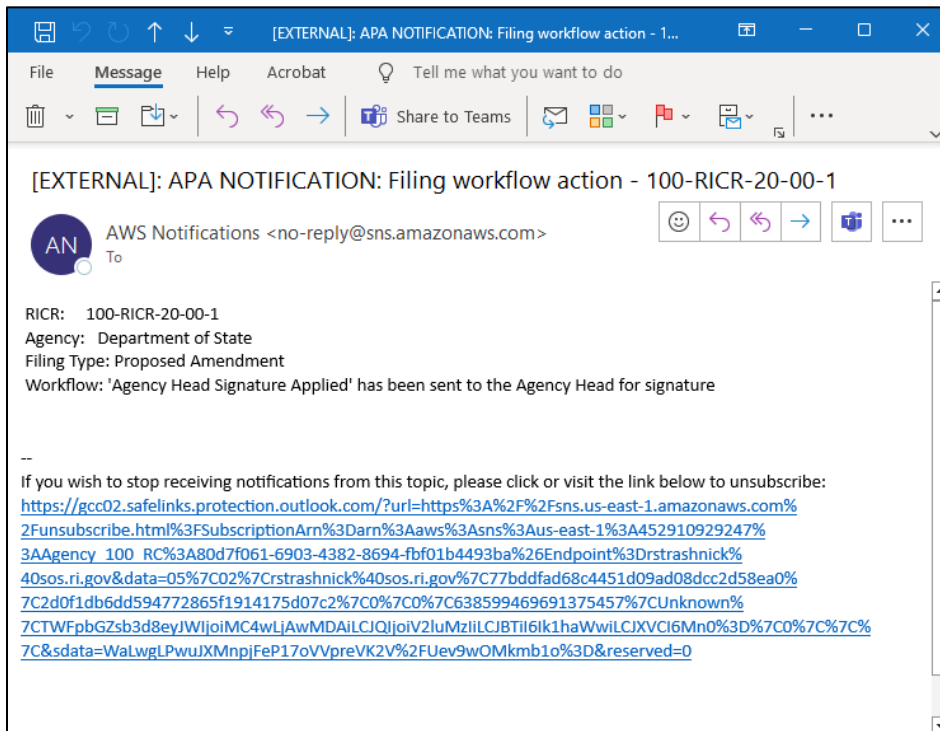 [EXTERNAL]: APA NOTIFICATION: Filing workflow action - 1...
File Message Help Acrobat Tell me what you want to do
Share to Teams
[EXTERNAL]: APA NOTIFICATION: Filing workflow action - 100-RICR-20-00-1
AN
AWS Notifications <no-reply@sns.amazonaws.com>
To
RICR: 100-RICR-20-00-1
Agency: Department of State
Filing Type: Proposed Amendment
Workflow: 'Agency Head Signature Applied' has been sent to the Agency Head for signature
--
If you wish to stop receiving notifications from this topic, please click or visit the link below to unsubscribe:
https://gcc02.safelinks.protection.outlook.com/?url=https%3A%2F%2Fsns.us-east-1.amazonaws.com%
2Funsubscribe.html%3FSubscriptionArn%3Darn%3Aaws%3Asns%3Aus-east-1%3A452910929247%
3AAgency_100_RC%3A80d7f061-6903-4382-8694-fbf01b4493ba%26Endpoint%3Drstrashnick%
40sos.ri.gov&data=05%7C02%7Crstrashnick%40sos.ri.gov%7C77bddfad68c4451d09ad08dcc2d58ea0%
7C2d0f1db6dd594772865f1914175d07c2%7C0%7C0%7C638599469691375457%7CUnknown%
7CTWFpbGZsb3d8eyJWIjoiMC4wLjAwMDAiLCJQIjoiV2luMzIiLCJBTiI6Ik1haWwiLCJXVCI6Mn0%3D%7C0%7C%7C%
7C&sdata=WaLwgLPwuJXMnpjFeP17oVVpreVK2V%2FUev9wOMkmb1o%3D&reserved=0